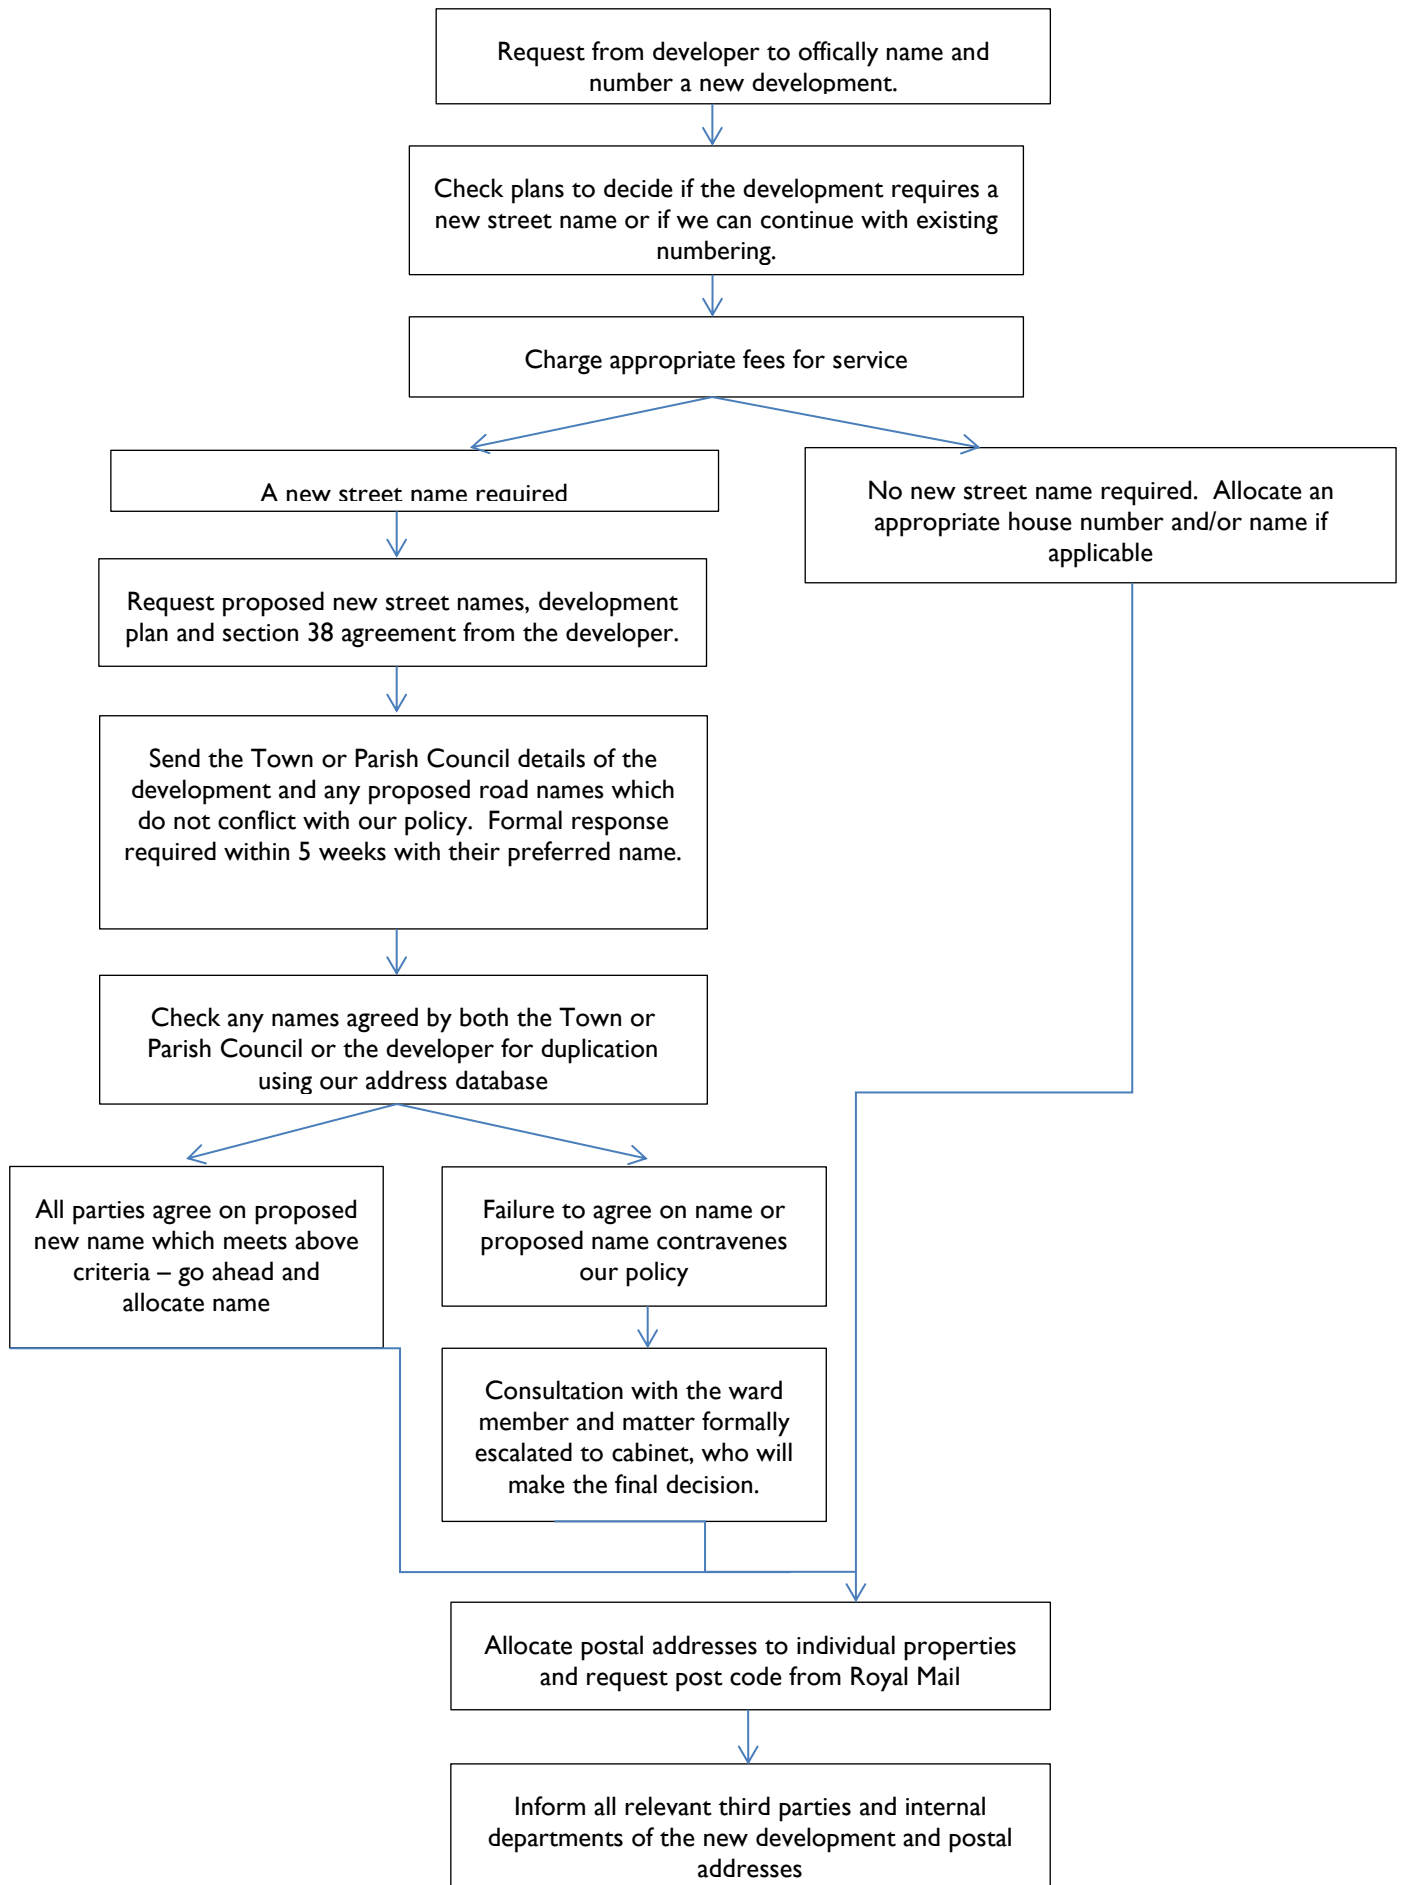 Request from developer to offically name and
number a new development.
Check plans to decide if the development requires a
new street name or if we can continue with existing
numbering.
Charge appropriate fees for service
A new street name required
No new street name required.  Allocate an
appropriate house number and/or name if
applicable
Request proposed new street names, development
plan and section 38 agreement from the developer.
Send the Town or Parish Council details of the
development and any proposed road names which
do not conflict with our policy.  Formal response
required within 5 weeks with their preferred name.
Check any names agreed by both the Town or
Parish Council or the developer for duplication
using our address database
All parties agree on proposed
new name which meets above
criteria – go ahead and
allocate name
Failure to agree on name or
proposed name contravenes
our policy
Consultation with the ward
member and matter formally
escalated to cabinet, who will
make the final decision.
Allocate postal addresses to individual properties
and request post code from Royal Mail
Inform all relevant third parties and internal
departments of the new development and postal
addresses